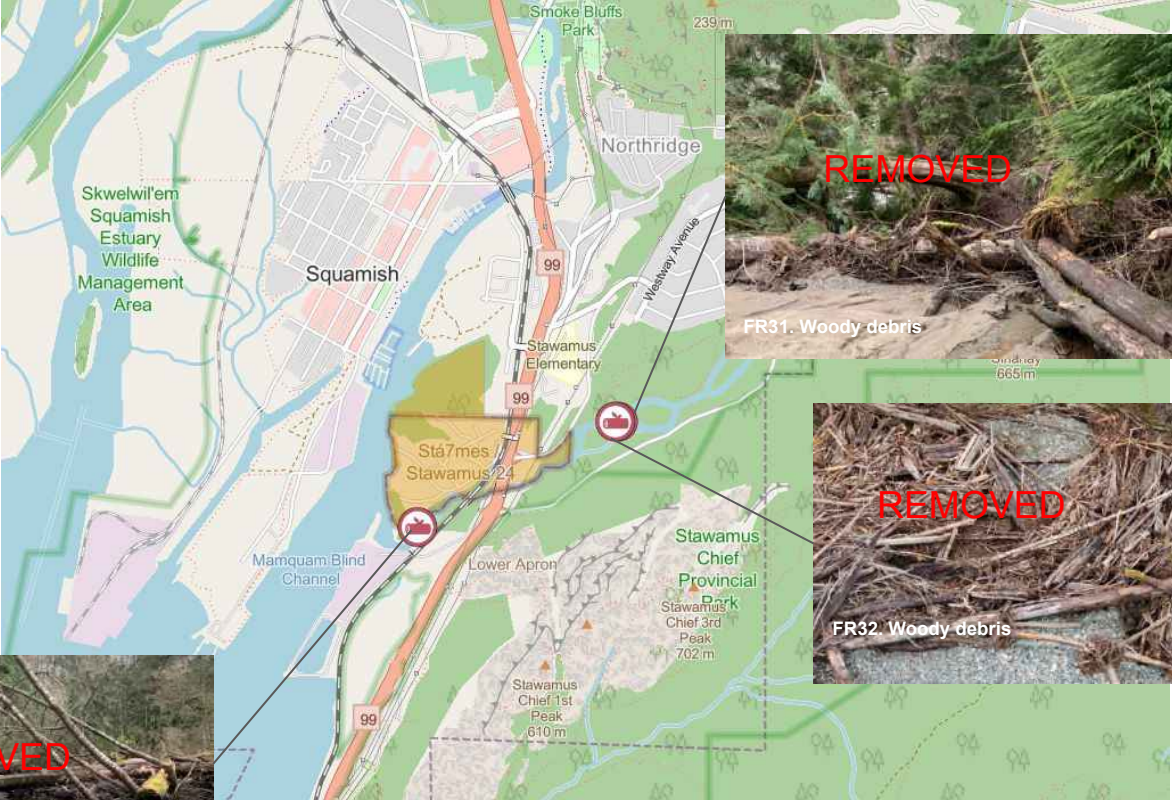 Smoke Bluffs
Park
239 m
Northridge
REMOVED
Skwelwil'em
Squamish
Estuary
Wildlife
Management
Area
Squamish
99
Westway Avenue
FR31. Woody debris
Stawamus
Elementary
665 m
99
Stá7mes
Stawamus 24
REMOVED
Mamquam Blind
Channel
Lower Apron
Stawamus
Chief
Provincial
Park
Stawamus
Chief 3rd
Peak
702 m
FR32. Woody debris
Stawamus
Chief 1st
Peak
610 m
99
VED